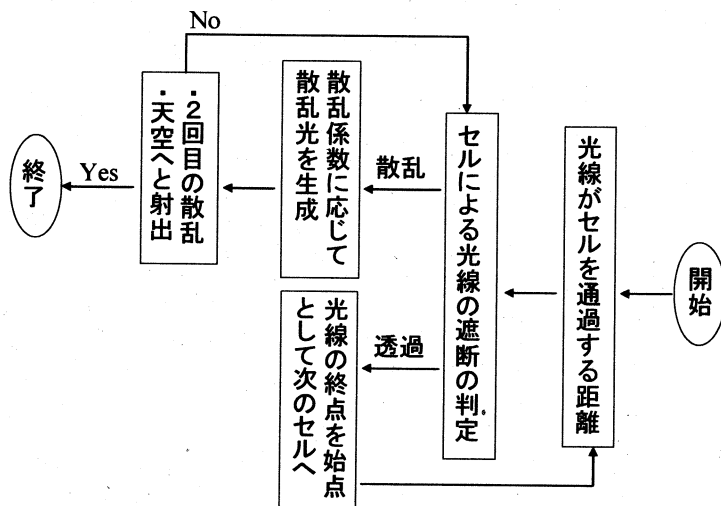 開始
光線がセルを通過する距離
セルによる光線の遮断の判定
散乱
透過
散乱係数に応じて
散乱光を生成
光線の終点を始点
として次のセルへ
・2回目の散乱
・天空へと射出
No
Yes
終了